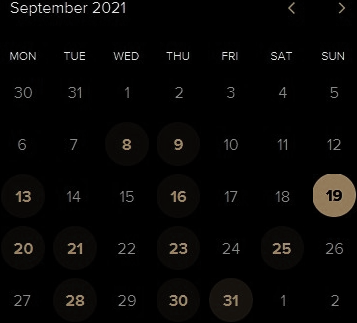 September 2021
MON TUE WED THU FRI SAT SUN
30 31 1 2 3 4 5
6 7 8 9 10 11 12
13 14 15 16 17 18 19
20 21 22 23 24 25 26
27 28 29 30 31 1 2